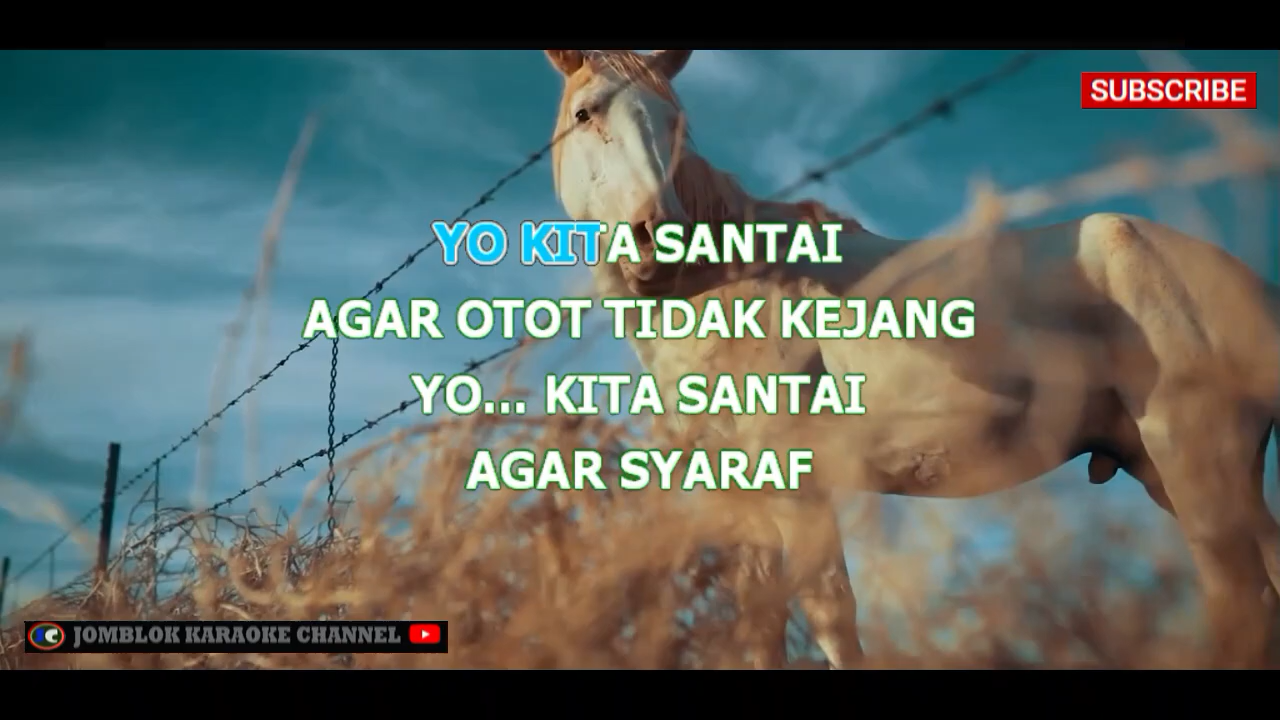 SUBSCRIBE
YO KITA SANTAI
AGAR OTOT TIDAK KEJANG
YO... KITA SANTAI
AGAR SYARAF
JOMBLOK KARAOKE CHANNEL